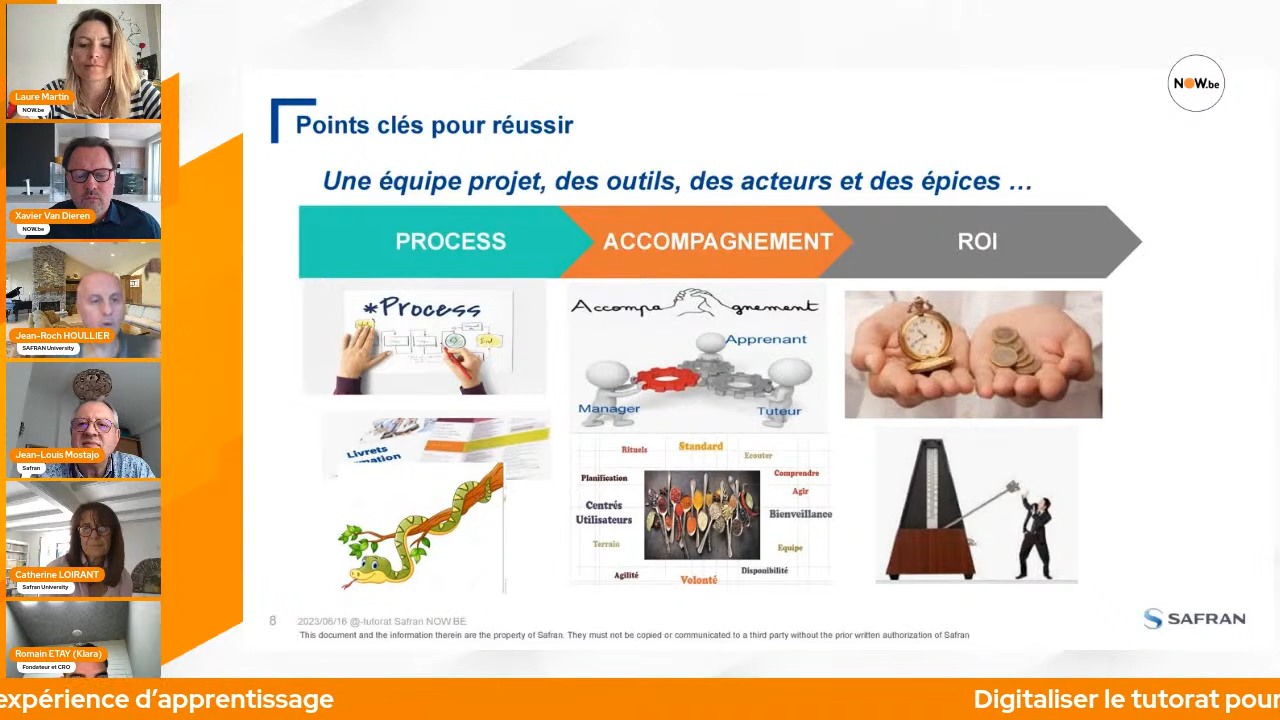 Laure Martin
NOW.be
Xavier Van Dieren
NOW.be
Jean-Roch HOULLIER
SAFRAN University
Jean-Louis Mostajo
Safran
Catherine LOIRANT
Safran University
Romain ETAY (Klara)
Fondateur et CRO
NOW.be
Points clés pour réussir
Une équipe projet, des outils, des acteurs et des épices …
PROCESS
ACCOMPAGNEMENT
ROI
*Process
Livrets
Accompa gnement
Apprenant
Manager
Tuteur
Rituels
Standard
Ecouter
Planification
Comprendre
Agir
Centrés
Utilisateurs
Bienveillance
Terrain
Equipe
Agilité
Volonté
Disponibilité
8
2023/06/16 @-tutorat Safran NOW BE
This document and the information therein are the property of Safran. They must not be copied or communicated to a third party without the prior written authorization of Safran
SAFRAN
expérience d’apprentissage
Digitaliser le tutorat pour